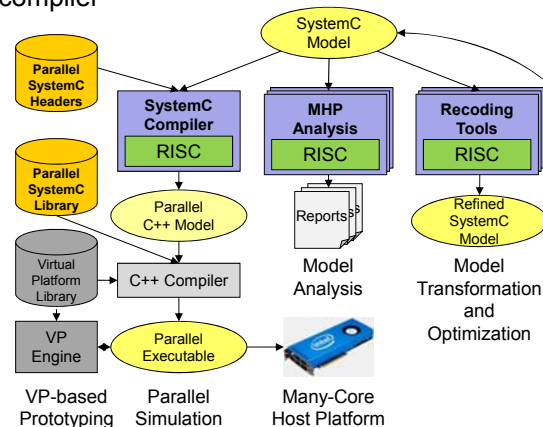 compiler
SystemC
Model
Parallel
SystemC
Headers
SystemC
Compiler
RISC
MHP
Analysis
RISC
Recoding
Tools
RISC
Parallel
SystemC
Library
Parallel
C++ Model
Reports
Refined
SystemC
Model
Virtual
Platform
Library
C++ Compiler
Model
Analysis
Model
Transformation
and
Optimization
VP
Engine
Parallel
Executable
(intel)
VP-based
Prototyping
Parallel
Simulation
Many-Core
Host Platform